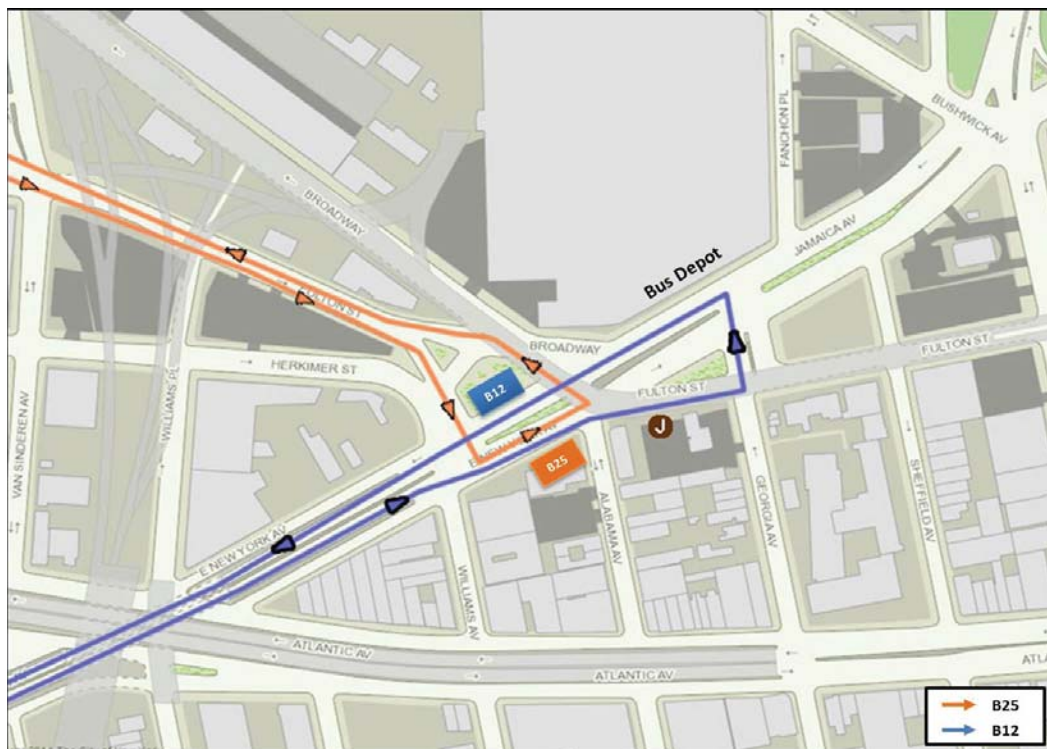 BROADWAY
FANCHON PL
BUSHWICK AV
JAMAICA AV
Bus Depot
FULTON ST
BROADWAY
HERKIMER ST
WILLIAMS PL
VAN SINDEREN AV
B12
FULTON ST
FULTON ST
J
B25
ALABAMA AV
GEORGIA AV
SHEFFIELD AV
E NEW YORK AV
WILLIAMS AV
ATLANTIC AV
ATLANTIC AV
B25
B12